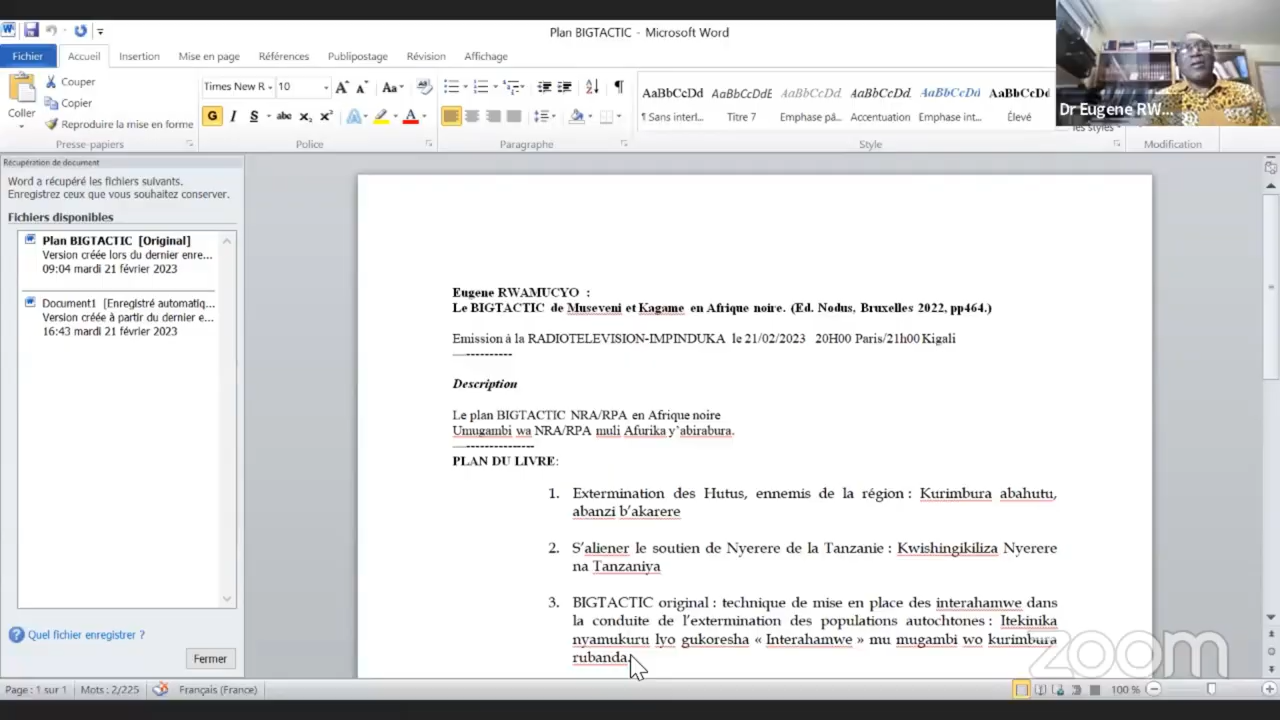 Plan BIGTACTIC - Microsoft Word
Fichier Accueil Insertion Mise en page Références Publipostage Révision Affichage
Coller
Couper
Copier
Reproduire la mise en forme
Presse-papiers
Times New R 10
G I S abc x₂ x² A A
Police
Paragraphe
AaBbCcDd AaBbCcDdE AaBbCcDd AaBbCcDd. AaBbCcDd AaBbCcDc
¶ Sans interl... Titre 7 Emphase pâ... Accentuation Emphase int... Élevé
les styles
Style
Modification
Dr Eugene RW...
Récupération de document
Word a récupéré les fichiers suivants.
Enregistrez ceux que vous souhaitez conserver.
Fichiers disponibles
Plan BIGTACTIC [Original]
Version créée lors du dernier enre...
09:04 mardi 21 février 2023
Document1 [Enregistré automatiq...
Version créée à partir du dernier e...
16:43 mardi 21 février 2023
Quel fichier enregistrer ?
Fermer
Eugene RWAMUCYO :
Le BIGTACTIC de Museveni et Kagame en Afrique noire. (Ed. Nodus, Bruxelles 2022, pp464.)
Emission à la RADIOTELEVISION-IMPINDUKA le 21/02/2023 20H00 Paris/21h00 Kigali
—----------
Description
Le plan BIGTACTIC NRA/RPA en Afrique noire
Umugambi wa NRA/RPA muli Afurika y’abirabura.
—---------------
PLAN DU LIVRE:
1. Extermination des Hutus, ennemis de la région : Kurimbura abahutu,
abanzi b’akarere
2. S’aliener le soutien de Nyerere de la Tanzanie : Kwishingikiliza Nyerere
na Tanzaniya
3. BIGTACTIC original : technique de mise en place des interahamwe dans
la conduite de l’extermination des populations autochtones : Itekinika
nyamukuru Iyo gukoresha « Interahamwe » mu mugambi wo kurimbura
rubanda.
zoom
Page : 1 sur 1 Mots : 2/225 Français (France) 100 %